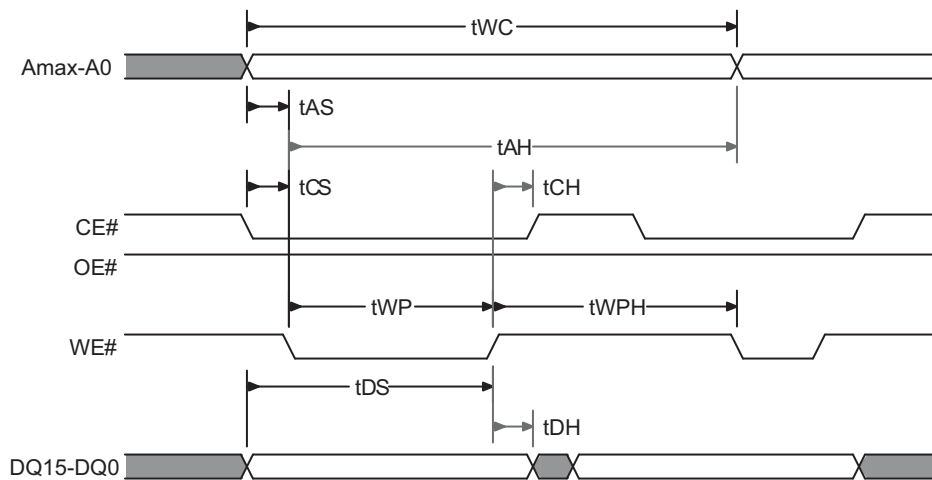 tWC
Amax-A0
tAS
tAH
tCS
tCH
CE#
OE#
tWP
tWPH
WE#
tDS
tDH
DQ15-DQ0